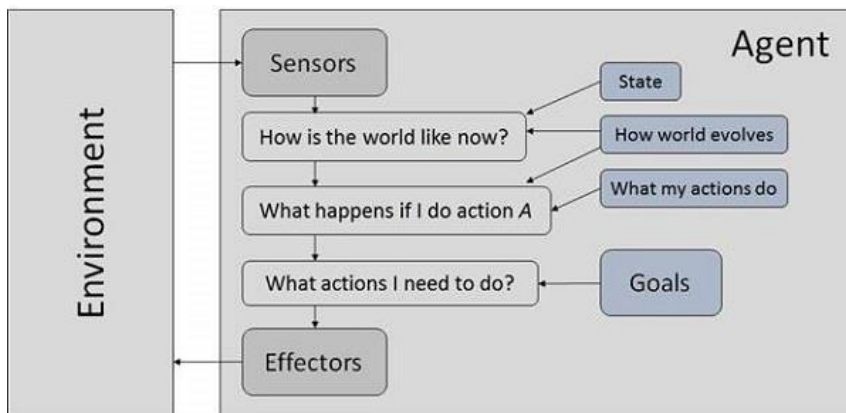 Environment
Agent
Sensors
State
How is the world like now?
How world evolves
What my actions do
What happens if I do action A
What actions I need to do?
Goals
Effectors